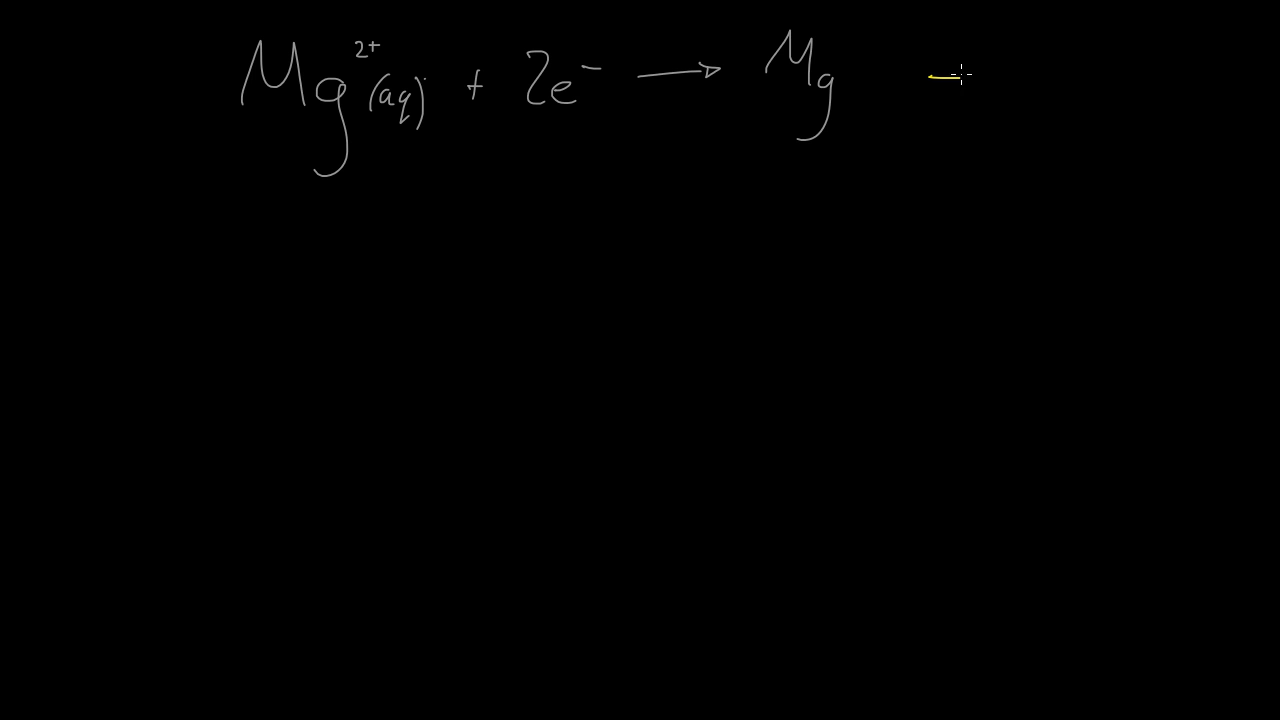 Mg²⁺(aq) + 2e⁻ → Mg –